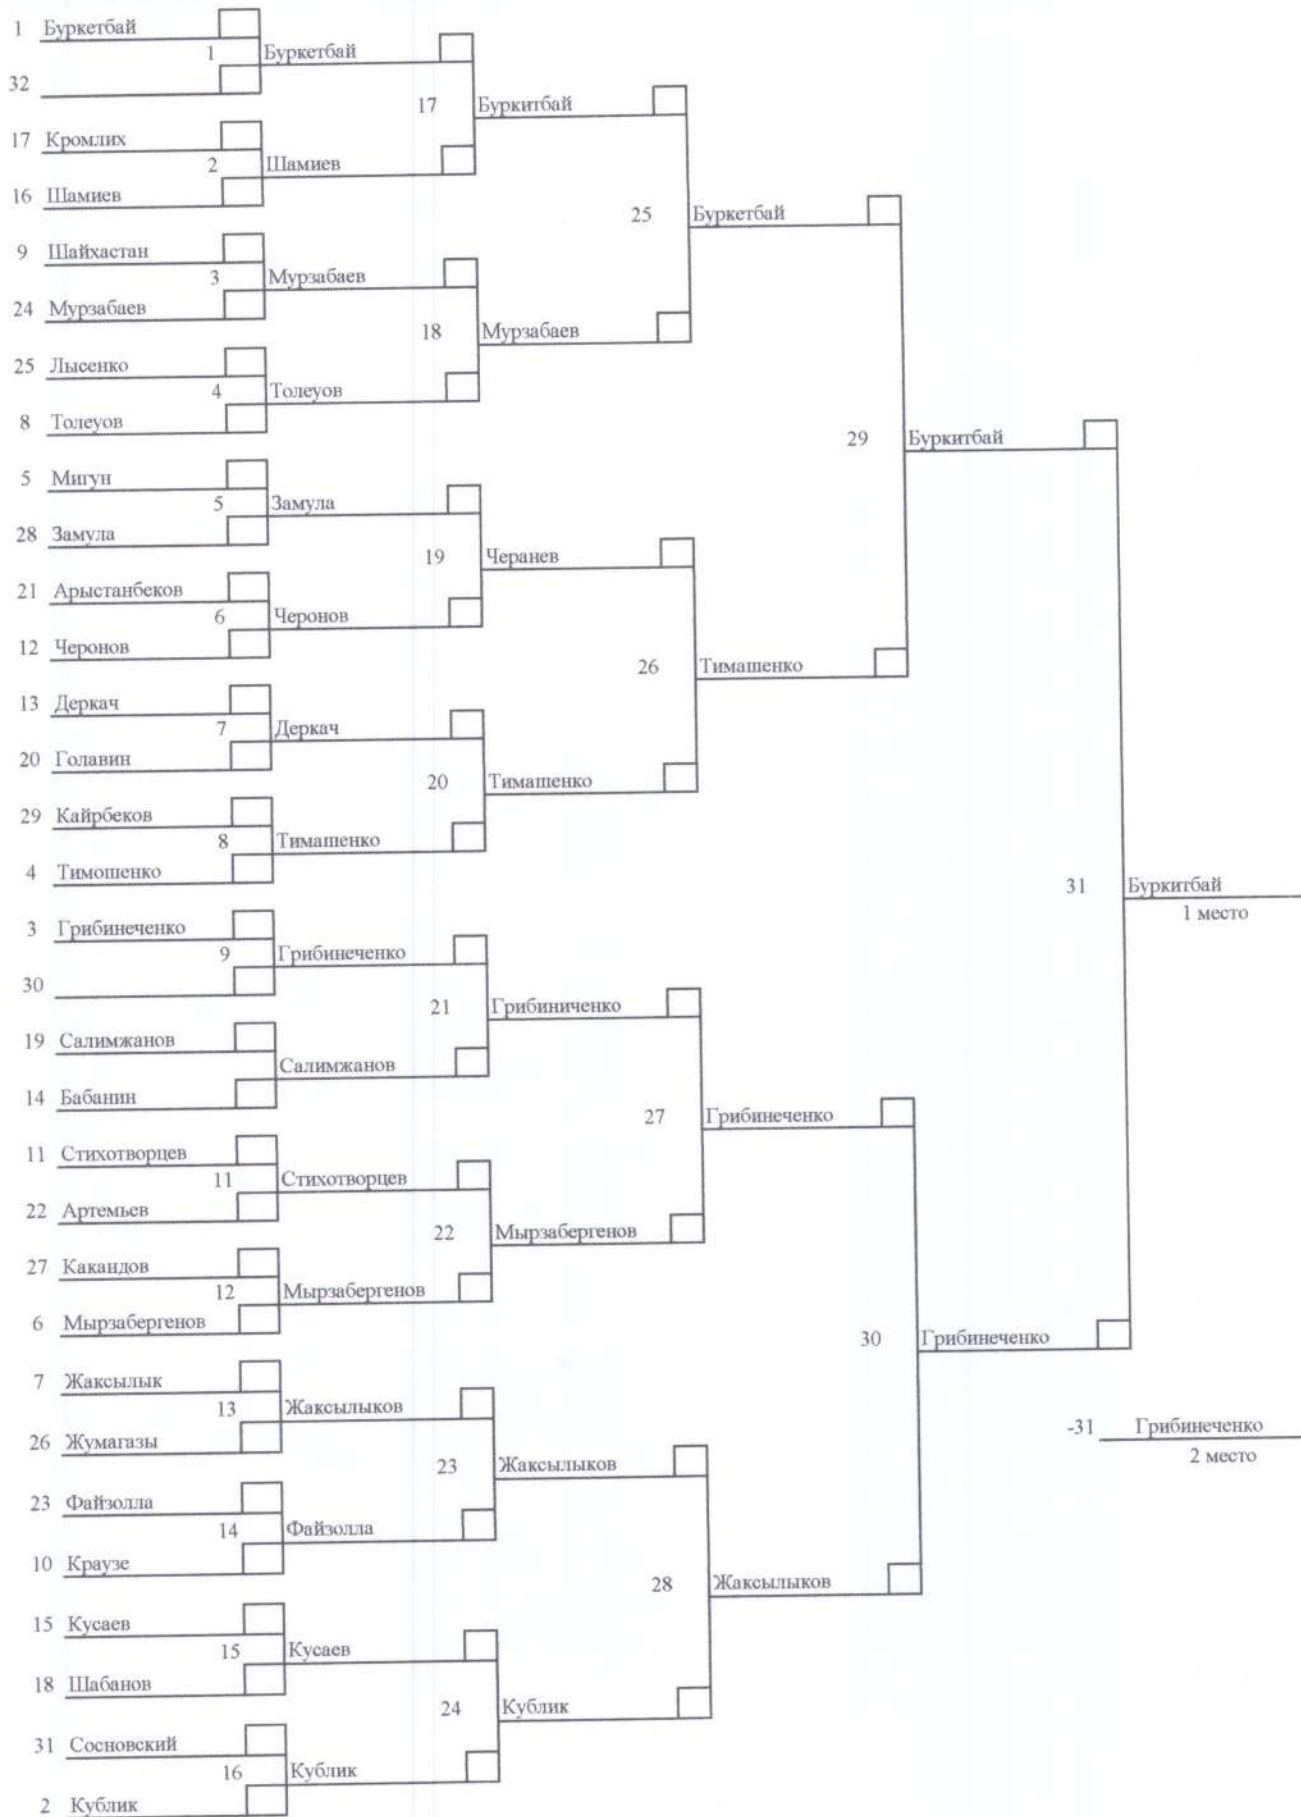 1 Буркетбай
1 Буркетбай
32
17 Буркитбай
17 Кромлих
2 Шамиев
16 Шамиев
25 Буркетбай
9 Шайхастан
3 Мурзабаев
24 Мурзабаев
18 Мурзабаев
25 Лысенко
4 Толеуов
8 Толеуов
29 Буркитбай
5 Мигун
5 Замула
28 Замула
19 Черанев
21 Арыстанбеков
6 Черонов
12 Черонов
26 Тимашенко
13 Деркач
7 Деркач
20 Голавин
20 Тимашенко
29 Кайрбеков
8 Тимашенко
4 Тимошенко
31 Буркитбай
1 место
3 Грибинеченко
9 Грибинеченко
30
21 Грибиниченко
19 Салимжанов
Салимжанов
14 Бабанин
27 Грибинеченко
11 Стихотворцев
11 Стихотворцев
22 Артемьев
22 Мырзабергенов
27 Какандов
12 Мырзабергенов
6 Мырзабергенов
30 Грибинеченко
7 Жаксылык
13 Жаксылыков
26 Жумагазы
-31 Грибинеченко
2 место
23 Жаксылыков
23 Файзолла
14 Файзолла
10 Краузе
28 Жаксылыков
15 Кусаев
15 Кусаев
18 Шабанов
24 Кублик
31 Сосновский
16 Кублик
2 Кублик